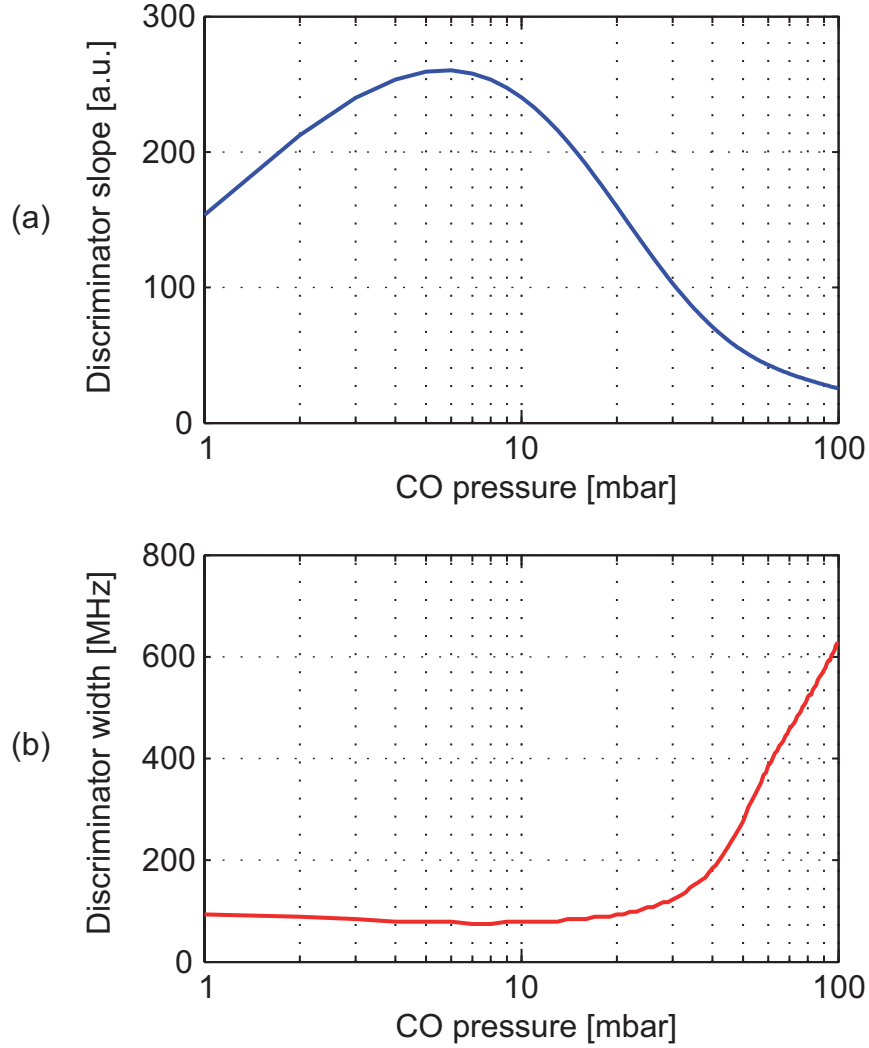 (a)
Discriminator slope [a.u.]
300
200
100
0
1
10
100
CO pressure [mbar]
(b)
Discriminator width [MHz]
800
600
400
200
0
1
10
100
CO pressure [mbar]